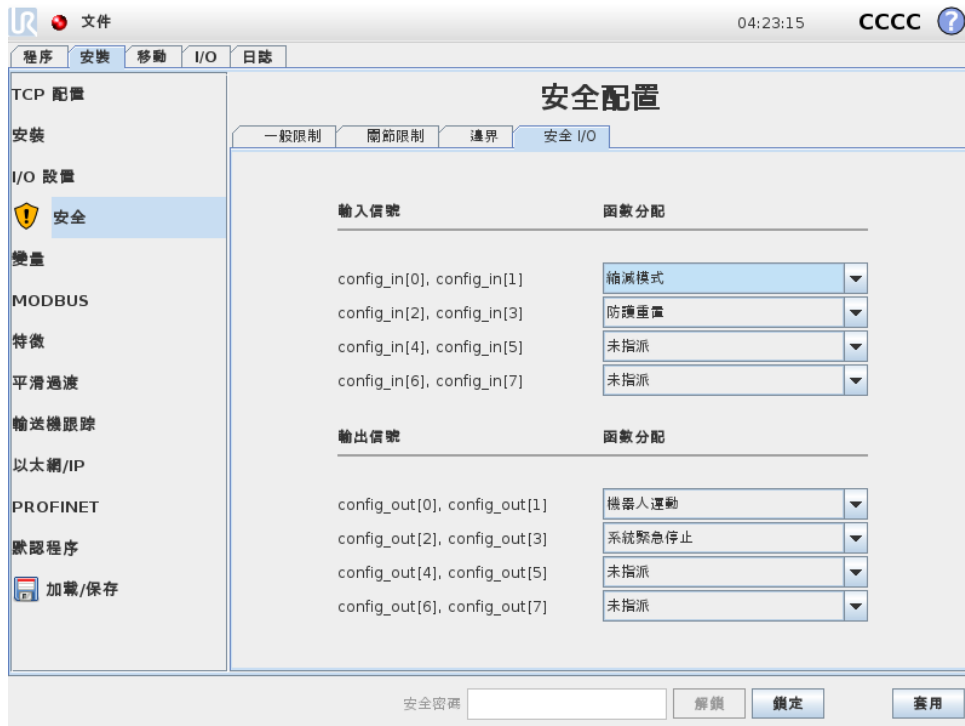 UR 文件 04:23:15 CCCC ?
程序 安裝 移動 I/O 日誌
TCP 配置
安裝
I/O 設置
安全
變量
MODBUS
特徵
平滑過渡
輸送機跟踪
以太網/IP
PROFINET
默認程序
加載/保存
安全配置
一般限制 關節限制 邊界 安全 I/O
輸入信號 函數分配
config_in[0], config_in[1] 縮減模式
config_in[2], config_in[3] 防護重置
config_in[4], config_in[5] 未指派
config_in[6], config_in[7] 未指派
輸出信號 函數分配
config_out[0], config_out[1] 機器人運動
config_out[2], config_out[3] 系統緊急停止
config_out[4], config_out[5] 未指派
config_out[6], config_out[7] 未指派
安全密碼 解鎖 鎖定 套用